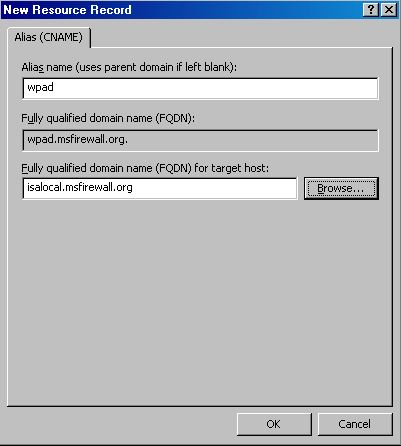 New Resource Record
Alias (CNAME)
Alias name (uses parent domain if left blank):
wpad
Fully qualified domain name (FQDN):
wpad.msfirewall.org.
Fully qualified domain name (FQDN) for target host:
isalocal.msfirewall.org
Browse...
OK
Cancel